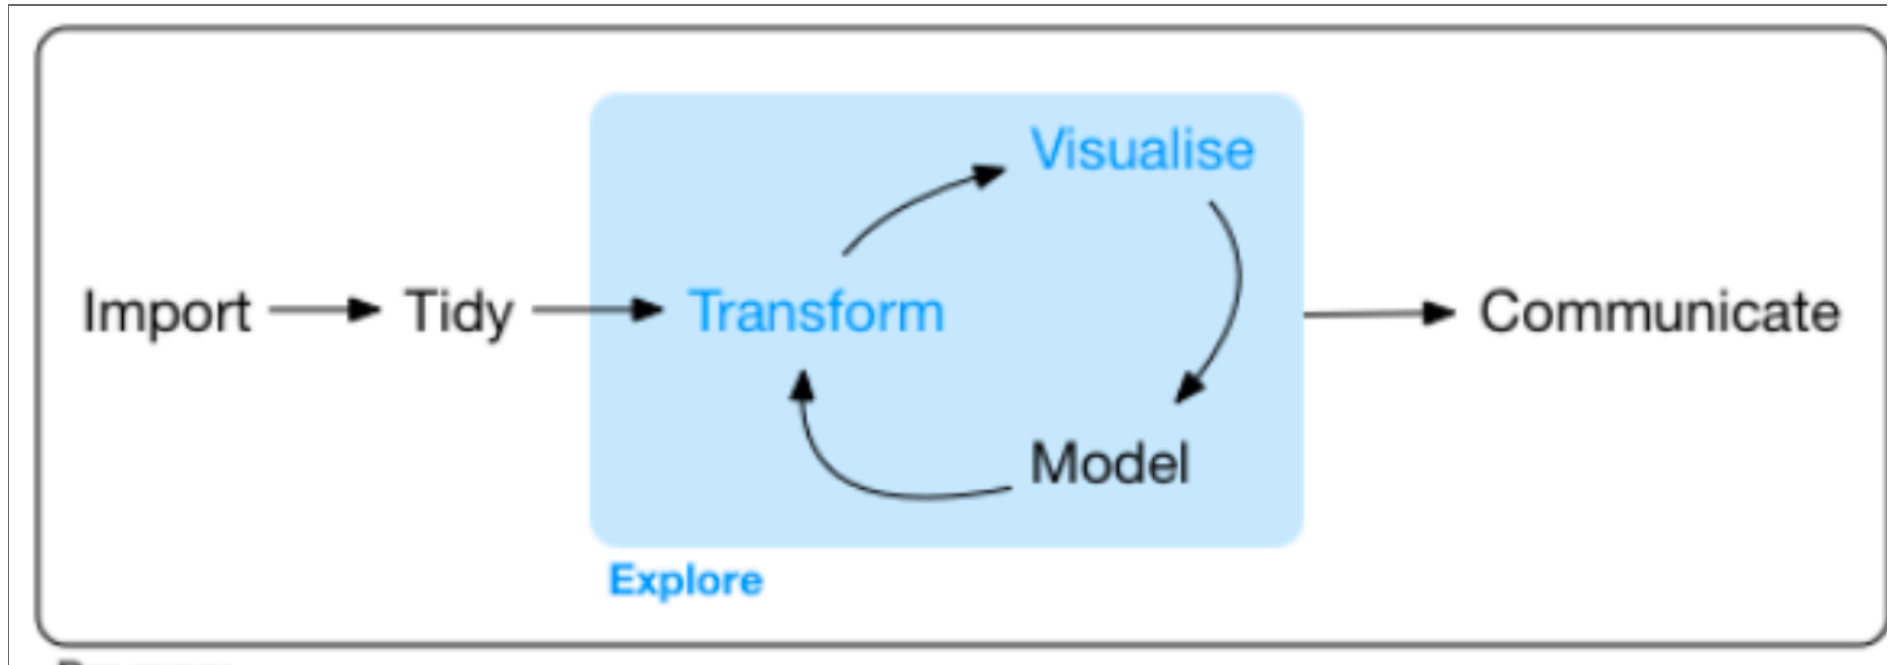 Visualise
Import Tidy Transform Communicate
Model
Explore